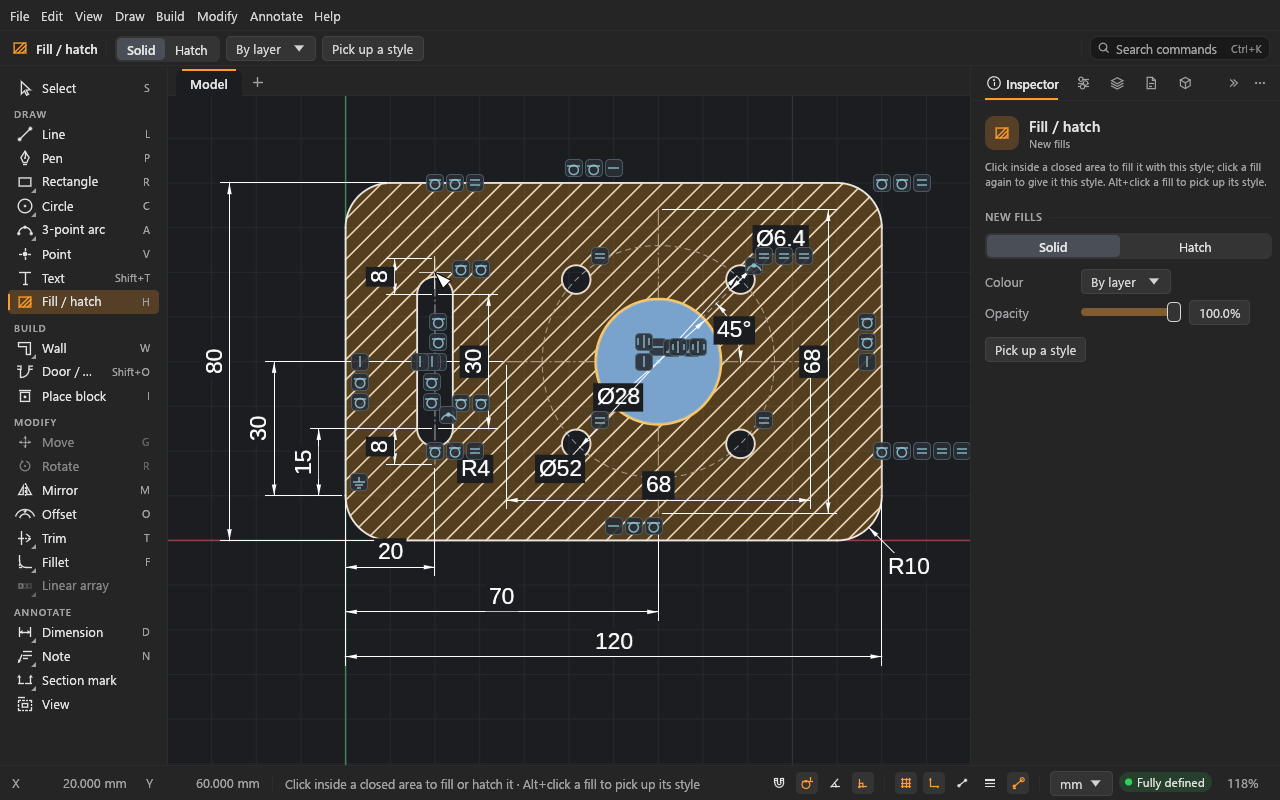 File Edit View Draw Build Modify Annotate Help
Fill / hatch Solid Hatch By layer Pick up a style Search commands Ctrl+K
Select S
DRAW
Line L
Pen P
Rectangle R
Circle C
3-point arc A
Point
Text Shift+T
Fill / hatch H
BUILD
Wall W
Door / ... Shift+O
Place block I
MODIFY
Move G
Rotate R
Mirror M
Offset O
Trim T
Fillet F
Linear array
ANNOTATE
Dimension D
Note N
Section mark
View
Model
Ø6.4
8
45°
80
30
68
Ø28
30
8
15
R4
Ø52
68
20
R10
70
120
Inspector
Fill / hatch
New fills
Click inside a closed area to fill it with this style; click a fill
again to give it this style. Alt+click a fill to pick up its style.
NEW FILLS
Solid Hatch
Colour By layer
Opacity 100.0%
Pick up a style
X 20.000 mm Y 60.000 mm Click inside a closed area to fill or hatch it · Alt+click a fill to pick up its style mm Fully defined 118%